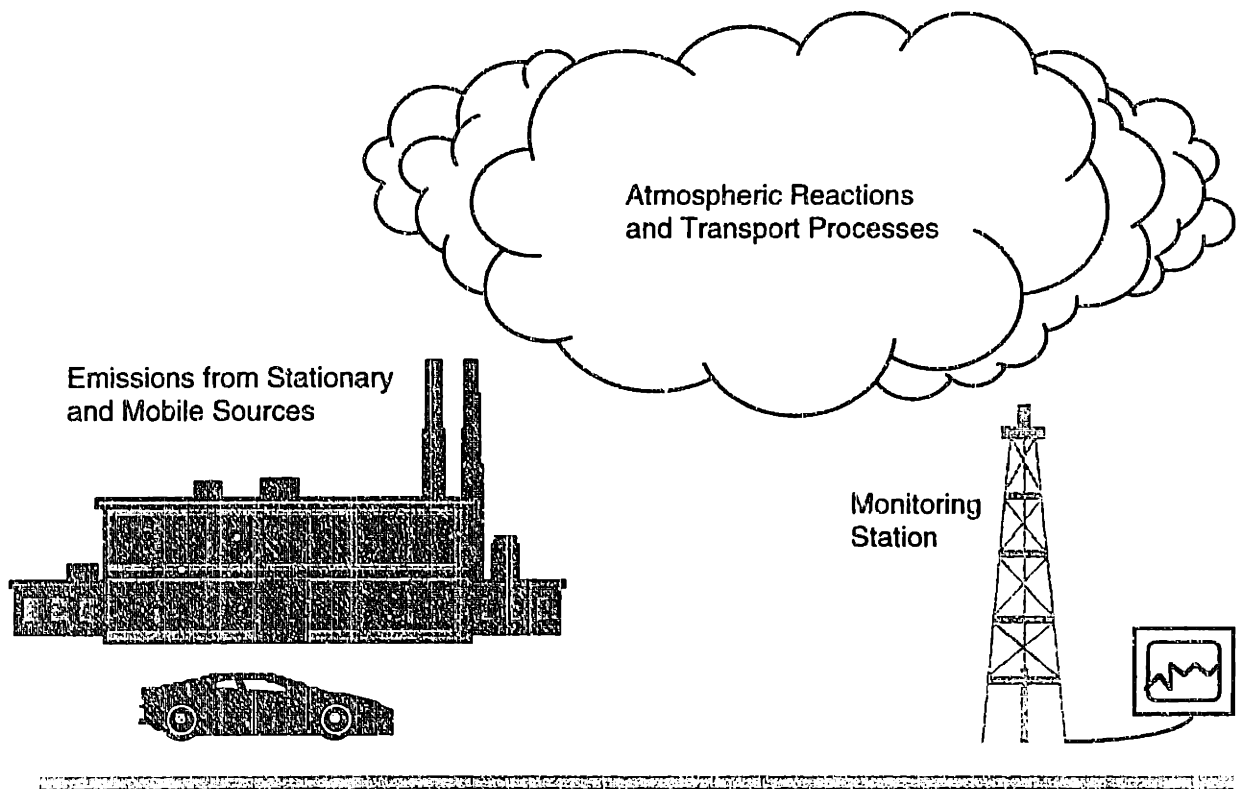 Atmospheric Reactions
and Transport Processes
Emissions from Stationary
and Mobile Sources
Monitoring
Station